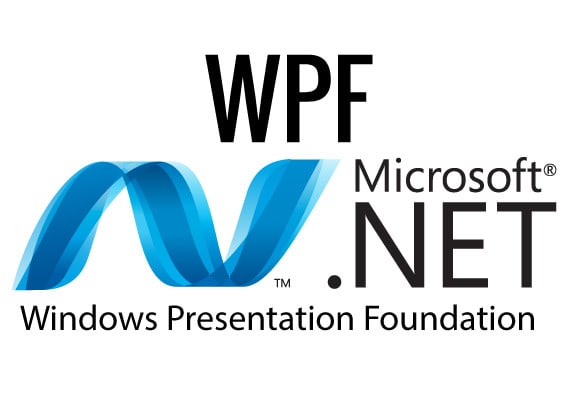 WPF
Microsoft®
™ .NET
Windows Presentation Foundation